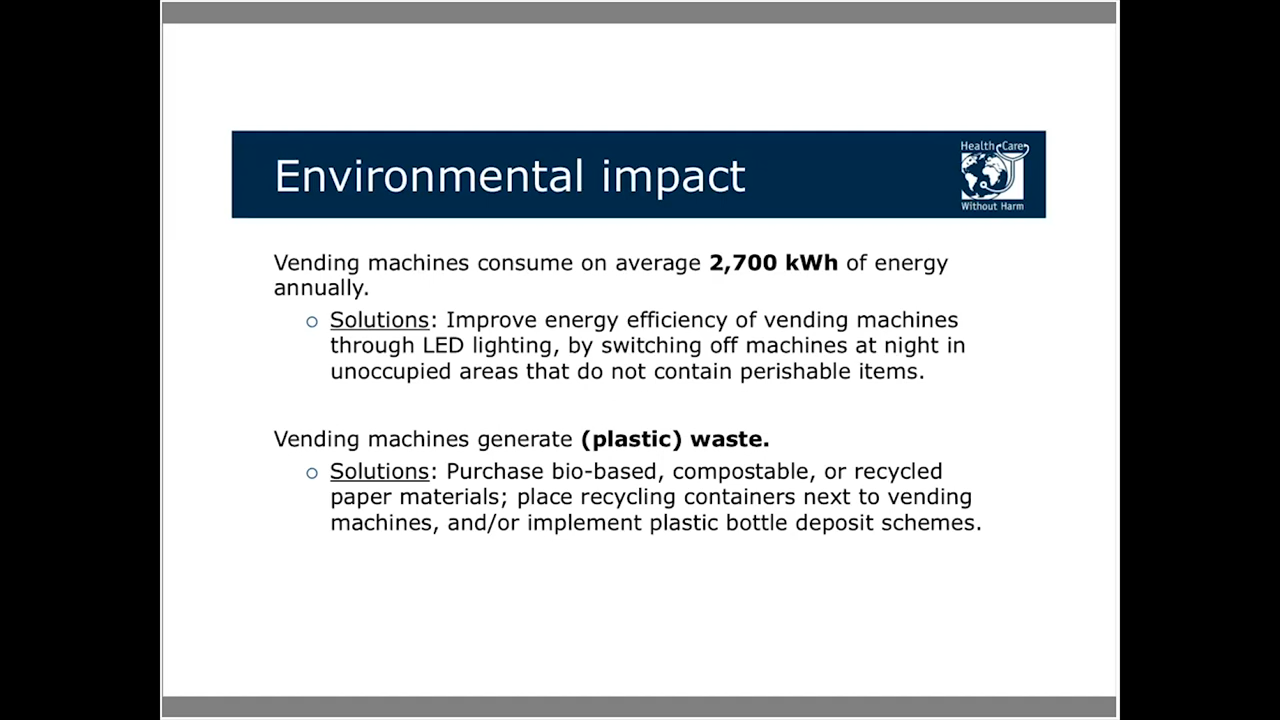 Environmental impact
Health Care
Without Harm
Vending machines consume on average 2,700 kWh of energy
annually.
Solutions: Improve energy efficiency of vending machines
through LED lighting, by switching off machines at night in
unoccupied areas that do not contain perishable items.
Vending machines generate (plastic) waste.
Solutions: Purchase bio-based, compostable, or recycled
paper materials; place recycling containers next to vending
machines, and/or implement plastic bottle deposit schemes.